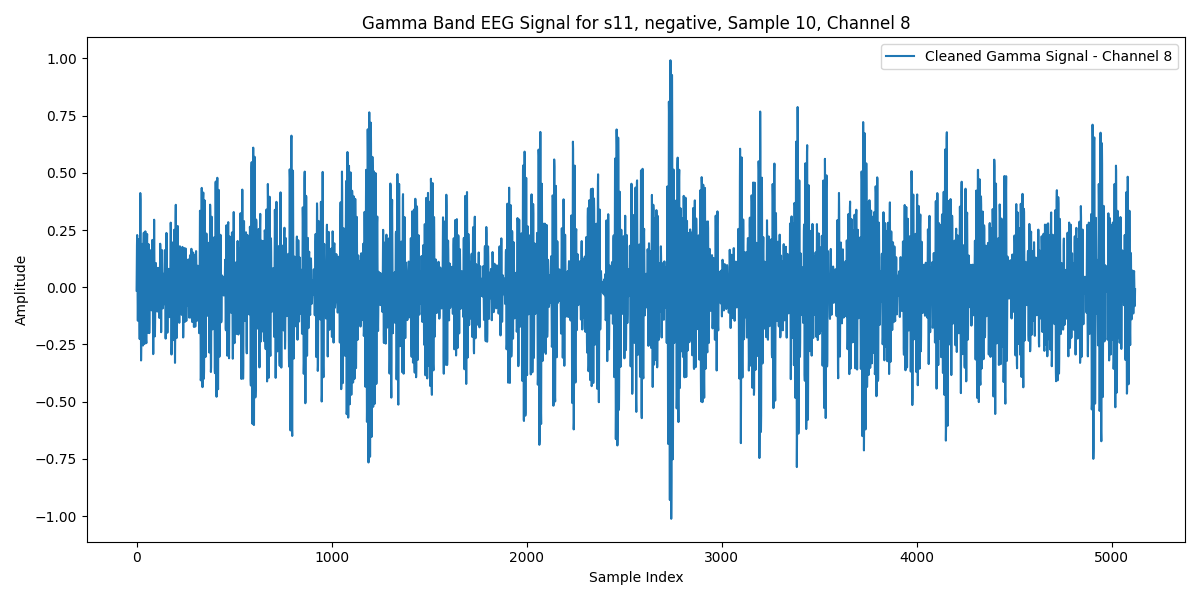 Gamma Band EEG Signal for s11, negative, Sample 10, Channel 8
Cleaned Gamma Signal - Channel 8
1.00
0.75
0.50
0.25
0.00
−0.25
−0.50
−0.75
−1.00
Amplitude
0 1000 2000 3000 4000 5000
Sample Index